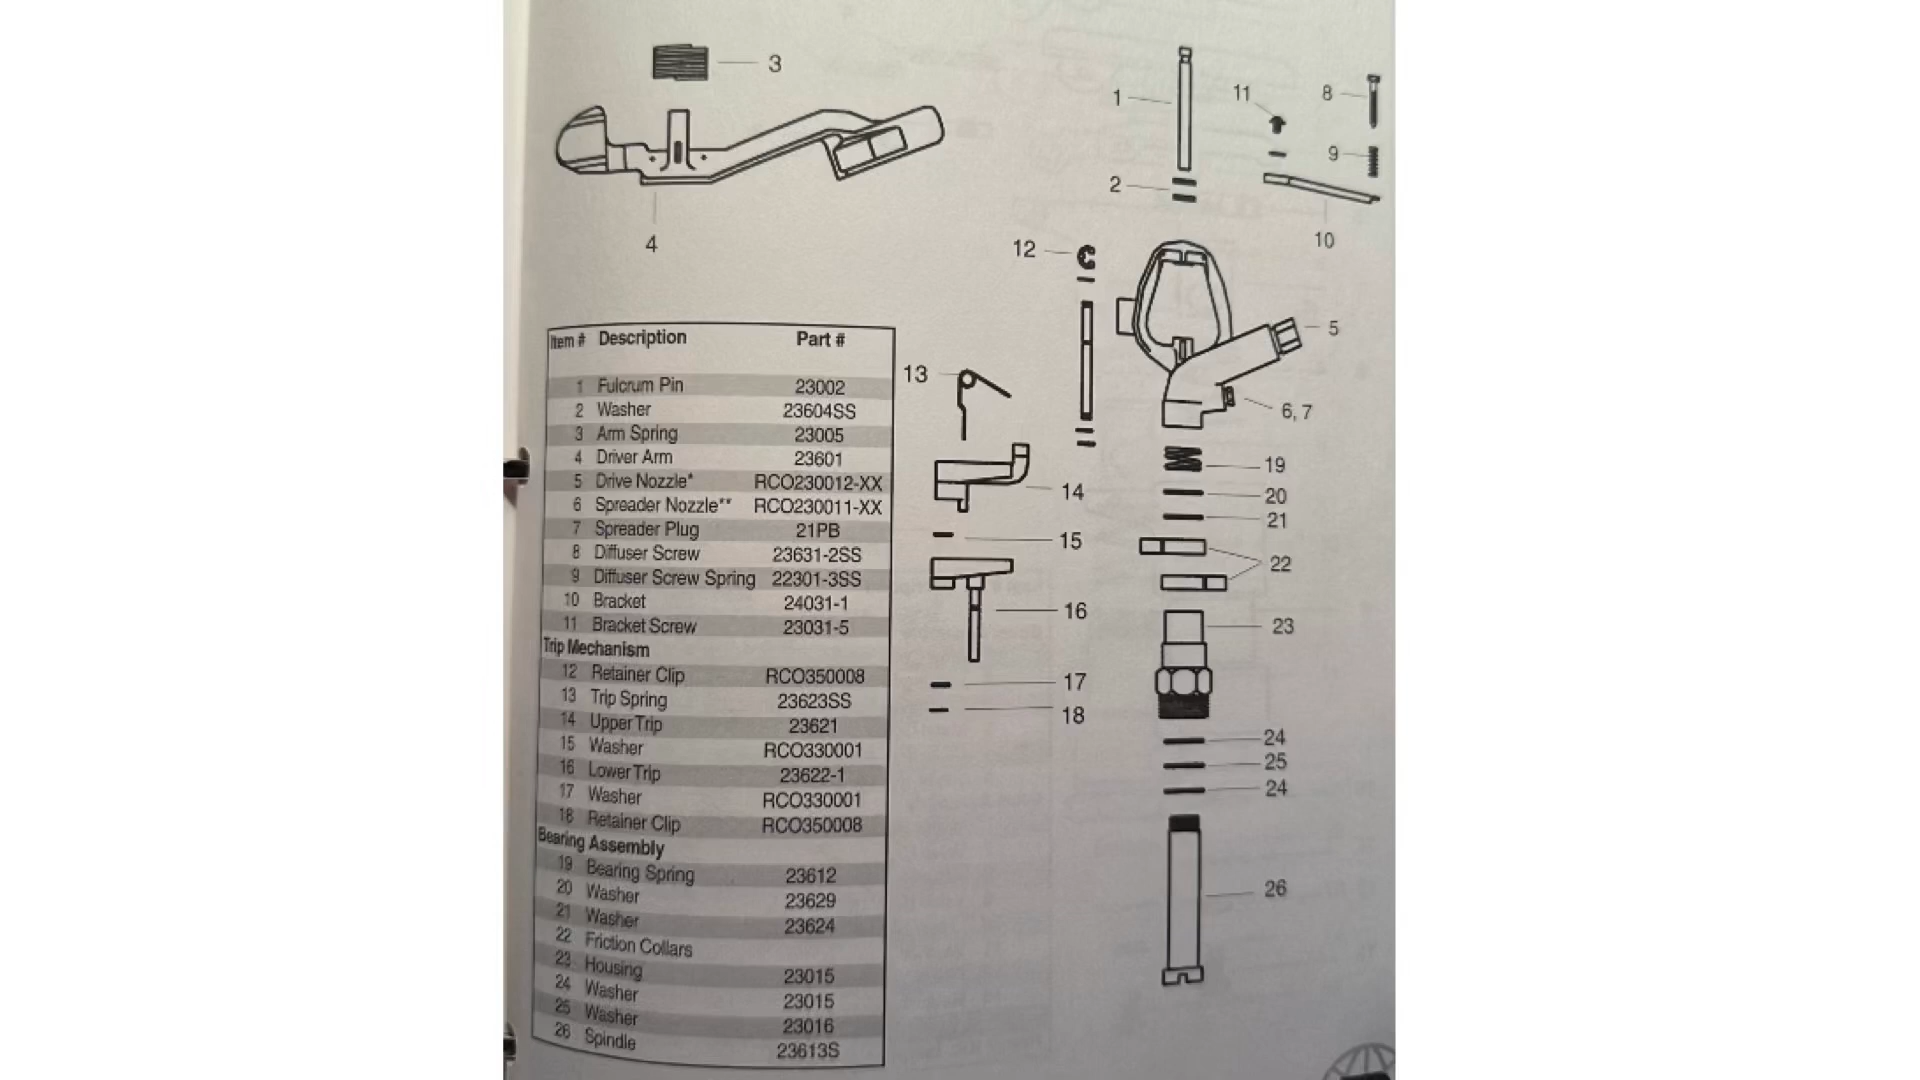 3
4
1
2
11
8
9
10
12
5
6, 7
13
14
15
16
17
18
19
20
21
22
23
24
25
24
26
Item # Description Part #
1 Fulcrum Pin 23002
2 Washer 23604SS
3 Arm Spring 23005
4 Driver Arm 23601
5 Drive Nozzle* RCO230012-XX
6 Spreader Nozzle** RCO230011-XX
7 Spreader Plug 21PB
8 Diffuser Screw 23631-2SS
9 Diffuser Screw Spring 22301-3SS
10 Bracket 24031-1
11 Bracket Screw 23031-5
Trip Mechanism
12 Retainer Clip RCO350008
13 Trip Spring 23623SS
14 Upper Trip 23621
15 Washer RCO330001
16 Lower Trip 23622-1
17 Washer RCO330001
18 Retainer Clip RCO350008
Bearing Assembly
19 Bearing Spring 23612
20 Washer 23629
21 Washer 23624
22 Friction Collars
23 Housing 23015
24 Washer 23015
25 Washer 23016
26 Spindle 23613S